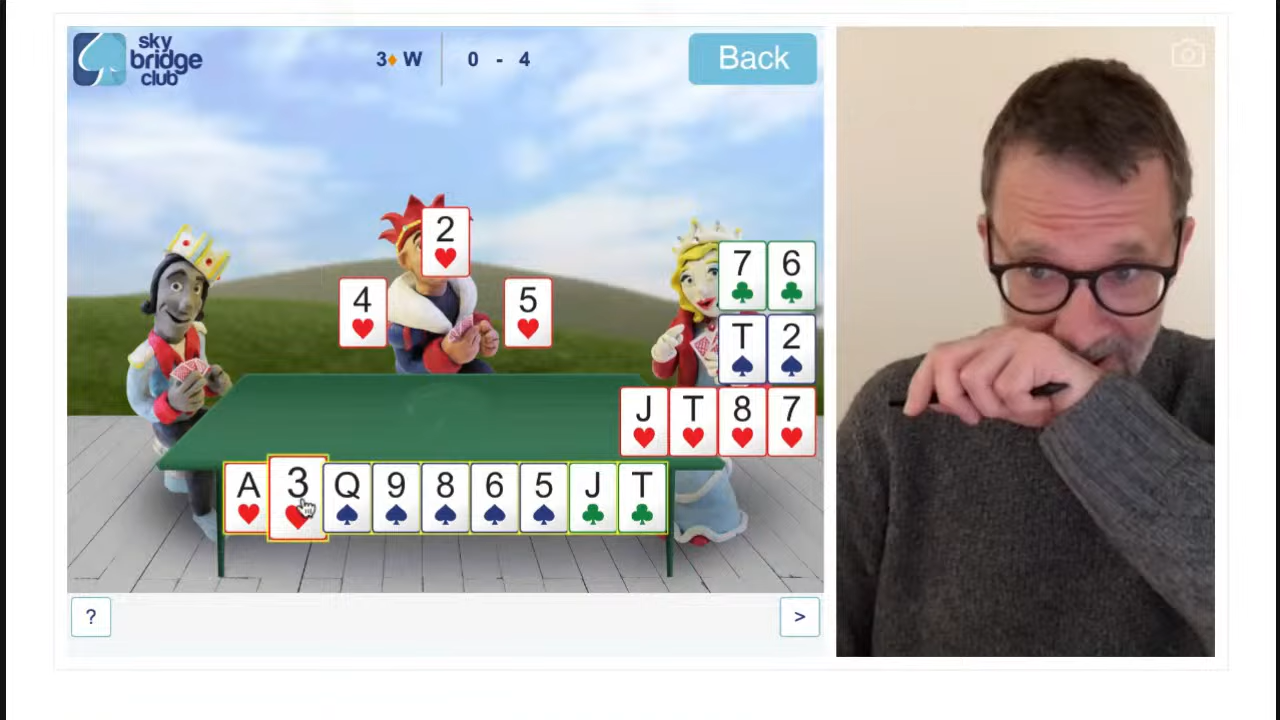 sky
bridge
club
3♦ W
0 - 4
Back
2
4
5
7 6
T 2
J T 8 7
A 3 Q 9 8 6 5 J T
?
>